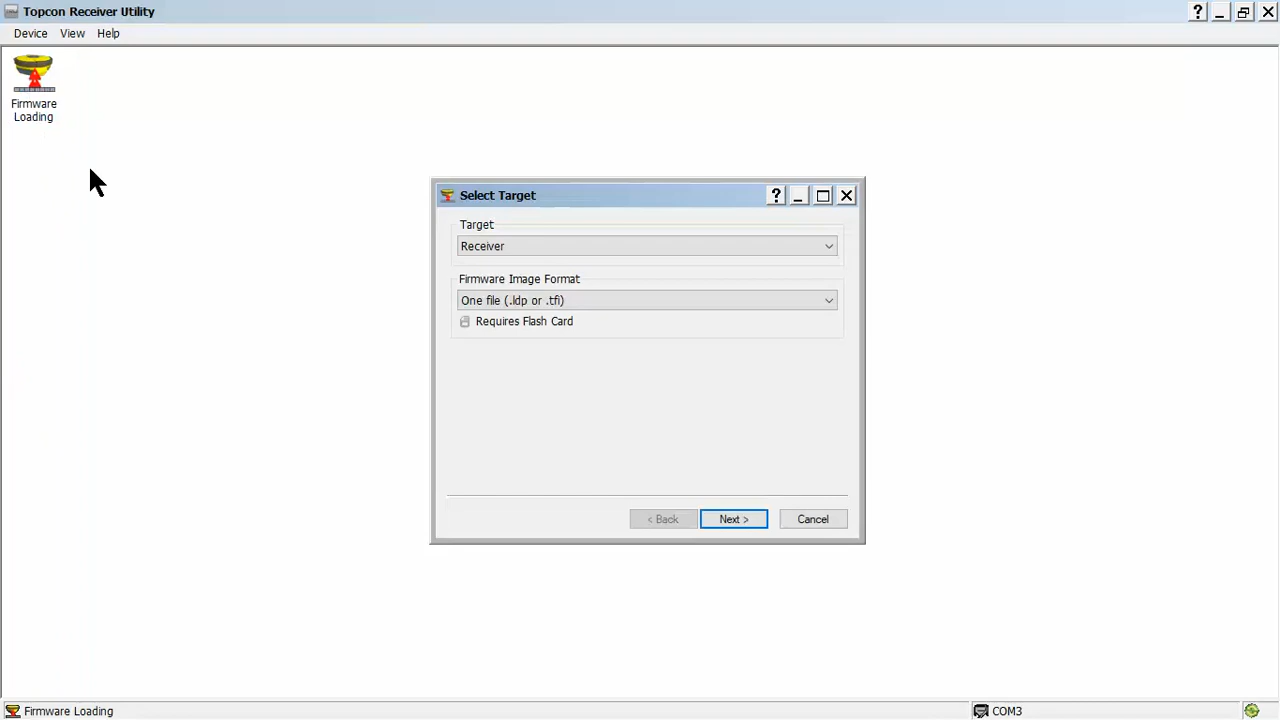 Topcon Receiver Utility
Device View Help
Firmware
Loading
Select Target
Target
Receiver
Firmware Image Format
One file (.ldp or .tfi)
Requires Flash Card
< Back Next > Cancel
Firmware Loading COM3